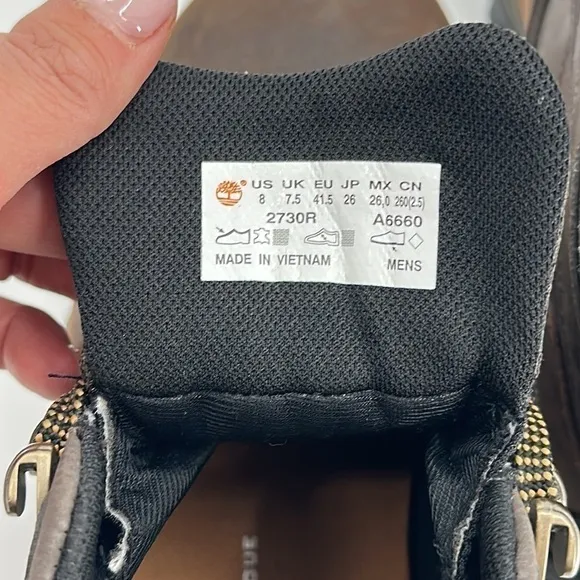 US UK EU JP MX CN
8 7.5 41.5 26 26,0 260(2.5)
2730R A6660
MADE IN VIETNAM MENS